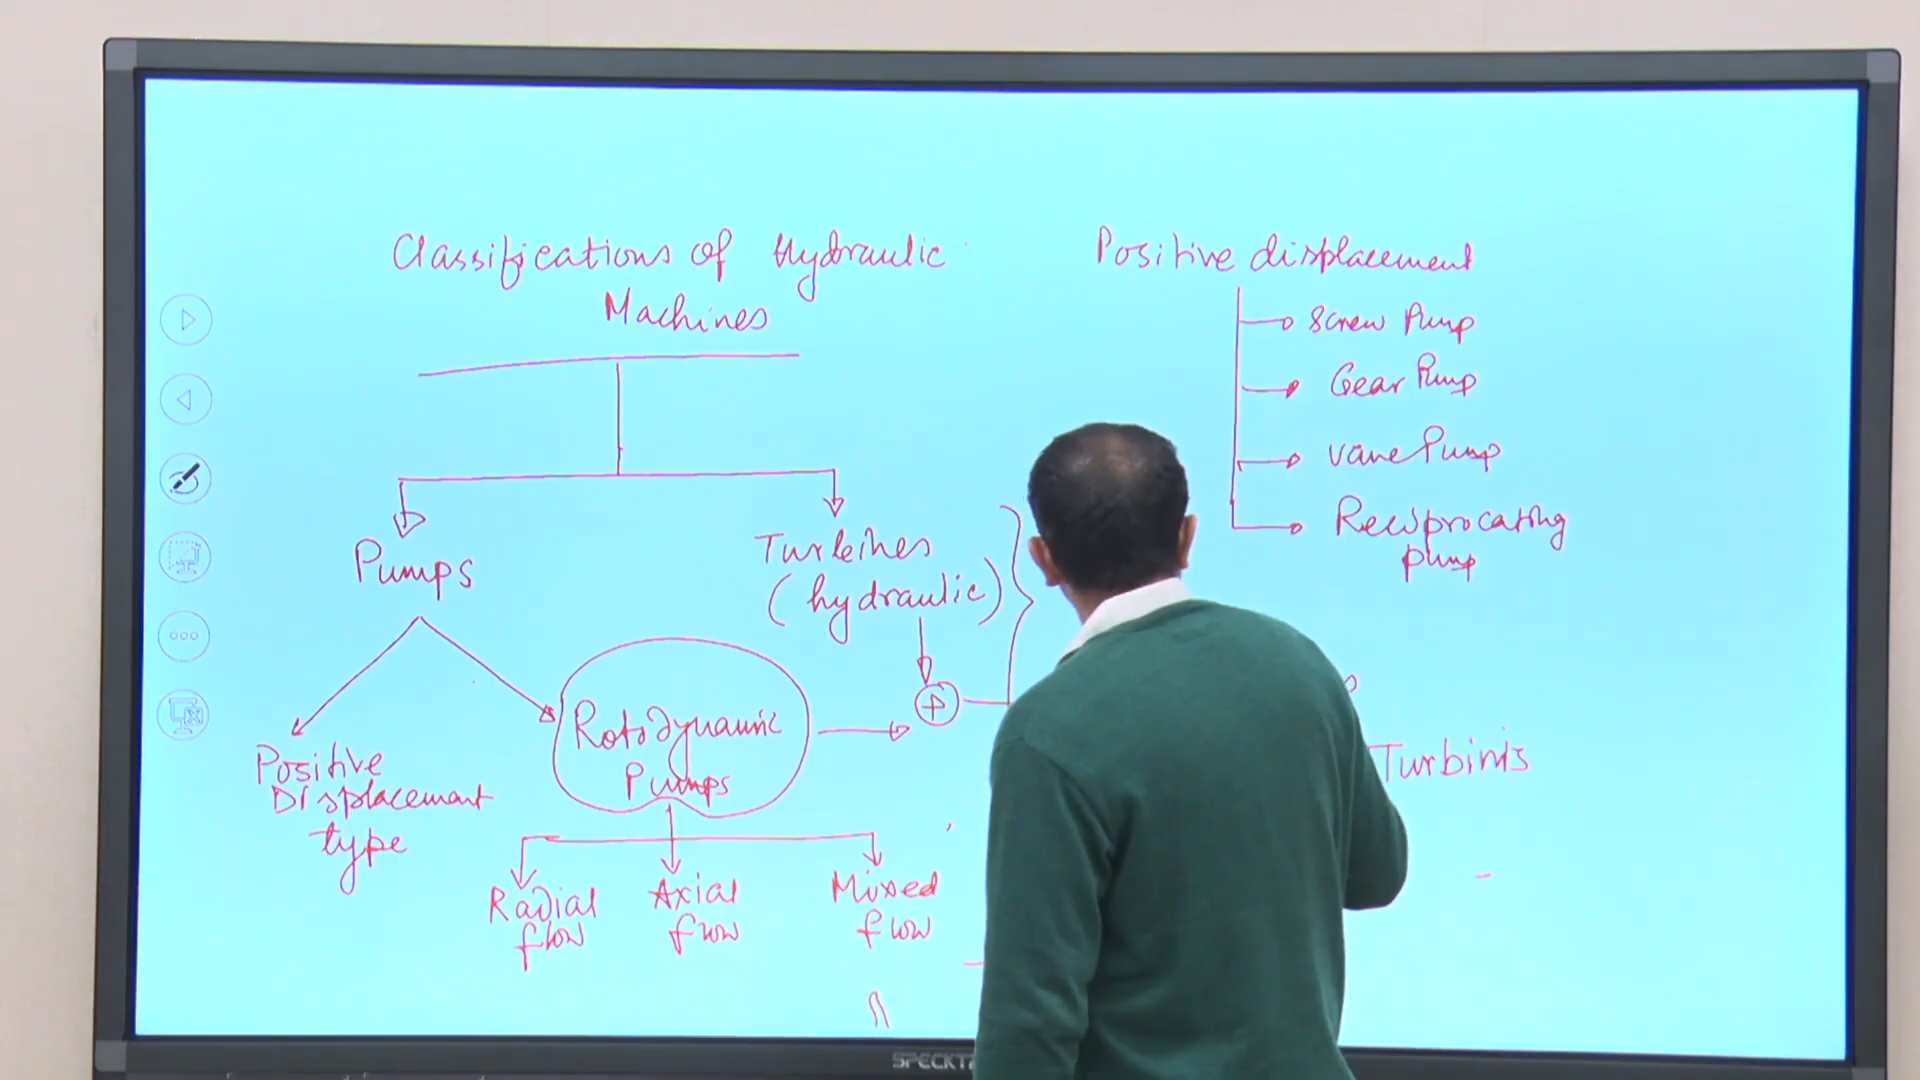 Classifications of Hydraulic
Machines
Pumps
Turbines
(hydraulic)
Positive
Displacement
type
Rotodynamic
Pumps
Radial
flow
Axial
flow
Mixed
flow
Positive displacement
Screw Pump
Gear Pump
Vane Pump
Reciprocating
Pump
Turbines